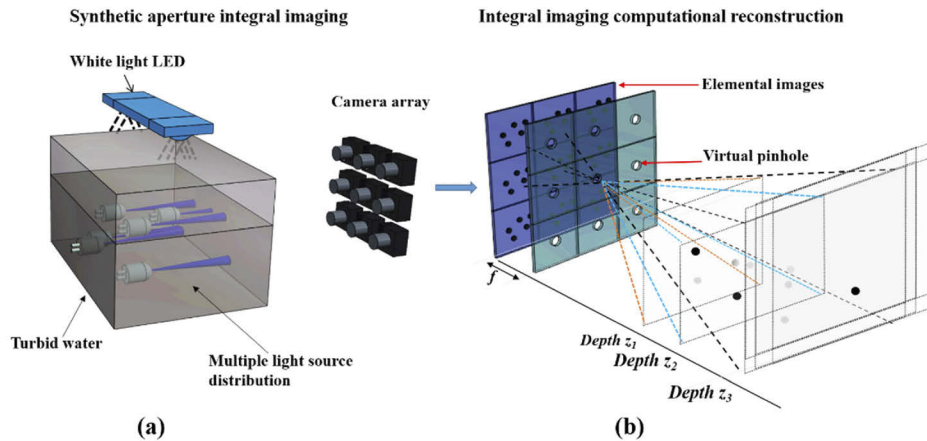 Synthetic aperture integral imaging
Integral imaging computational reconstruction
White light LED
Camera array
Turbid water
Multiple light source
distribution
(a)
Elemental images
Virtual pinhole
f
Depth z1
Depth z2
Depth z3
(b)